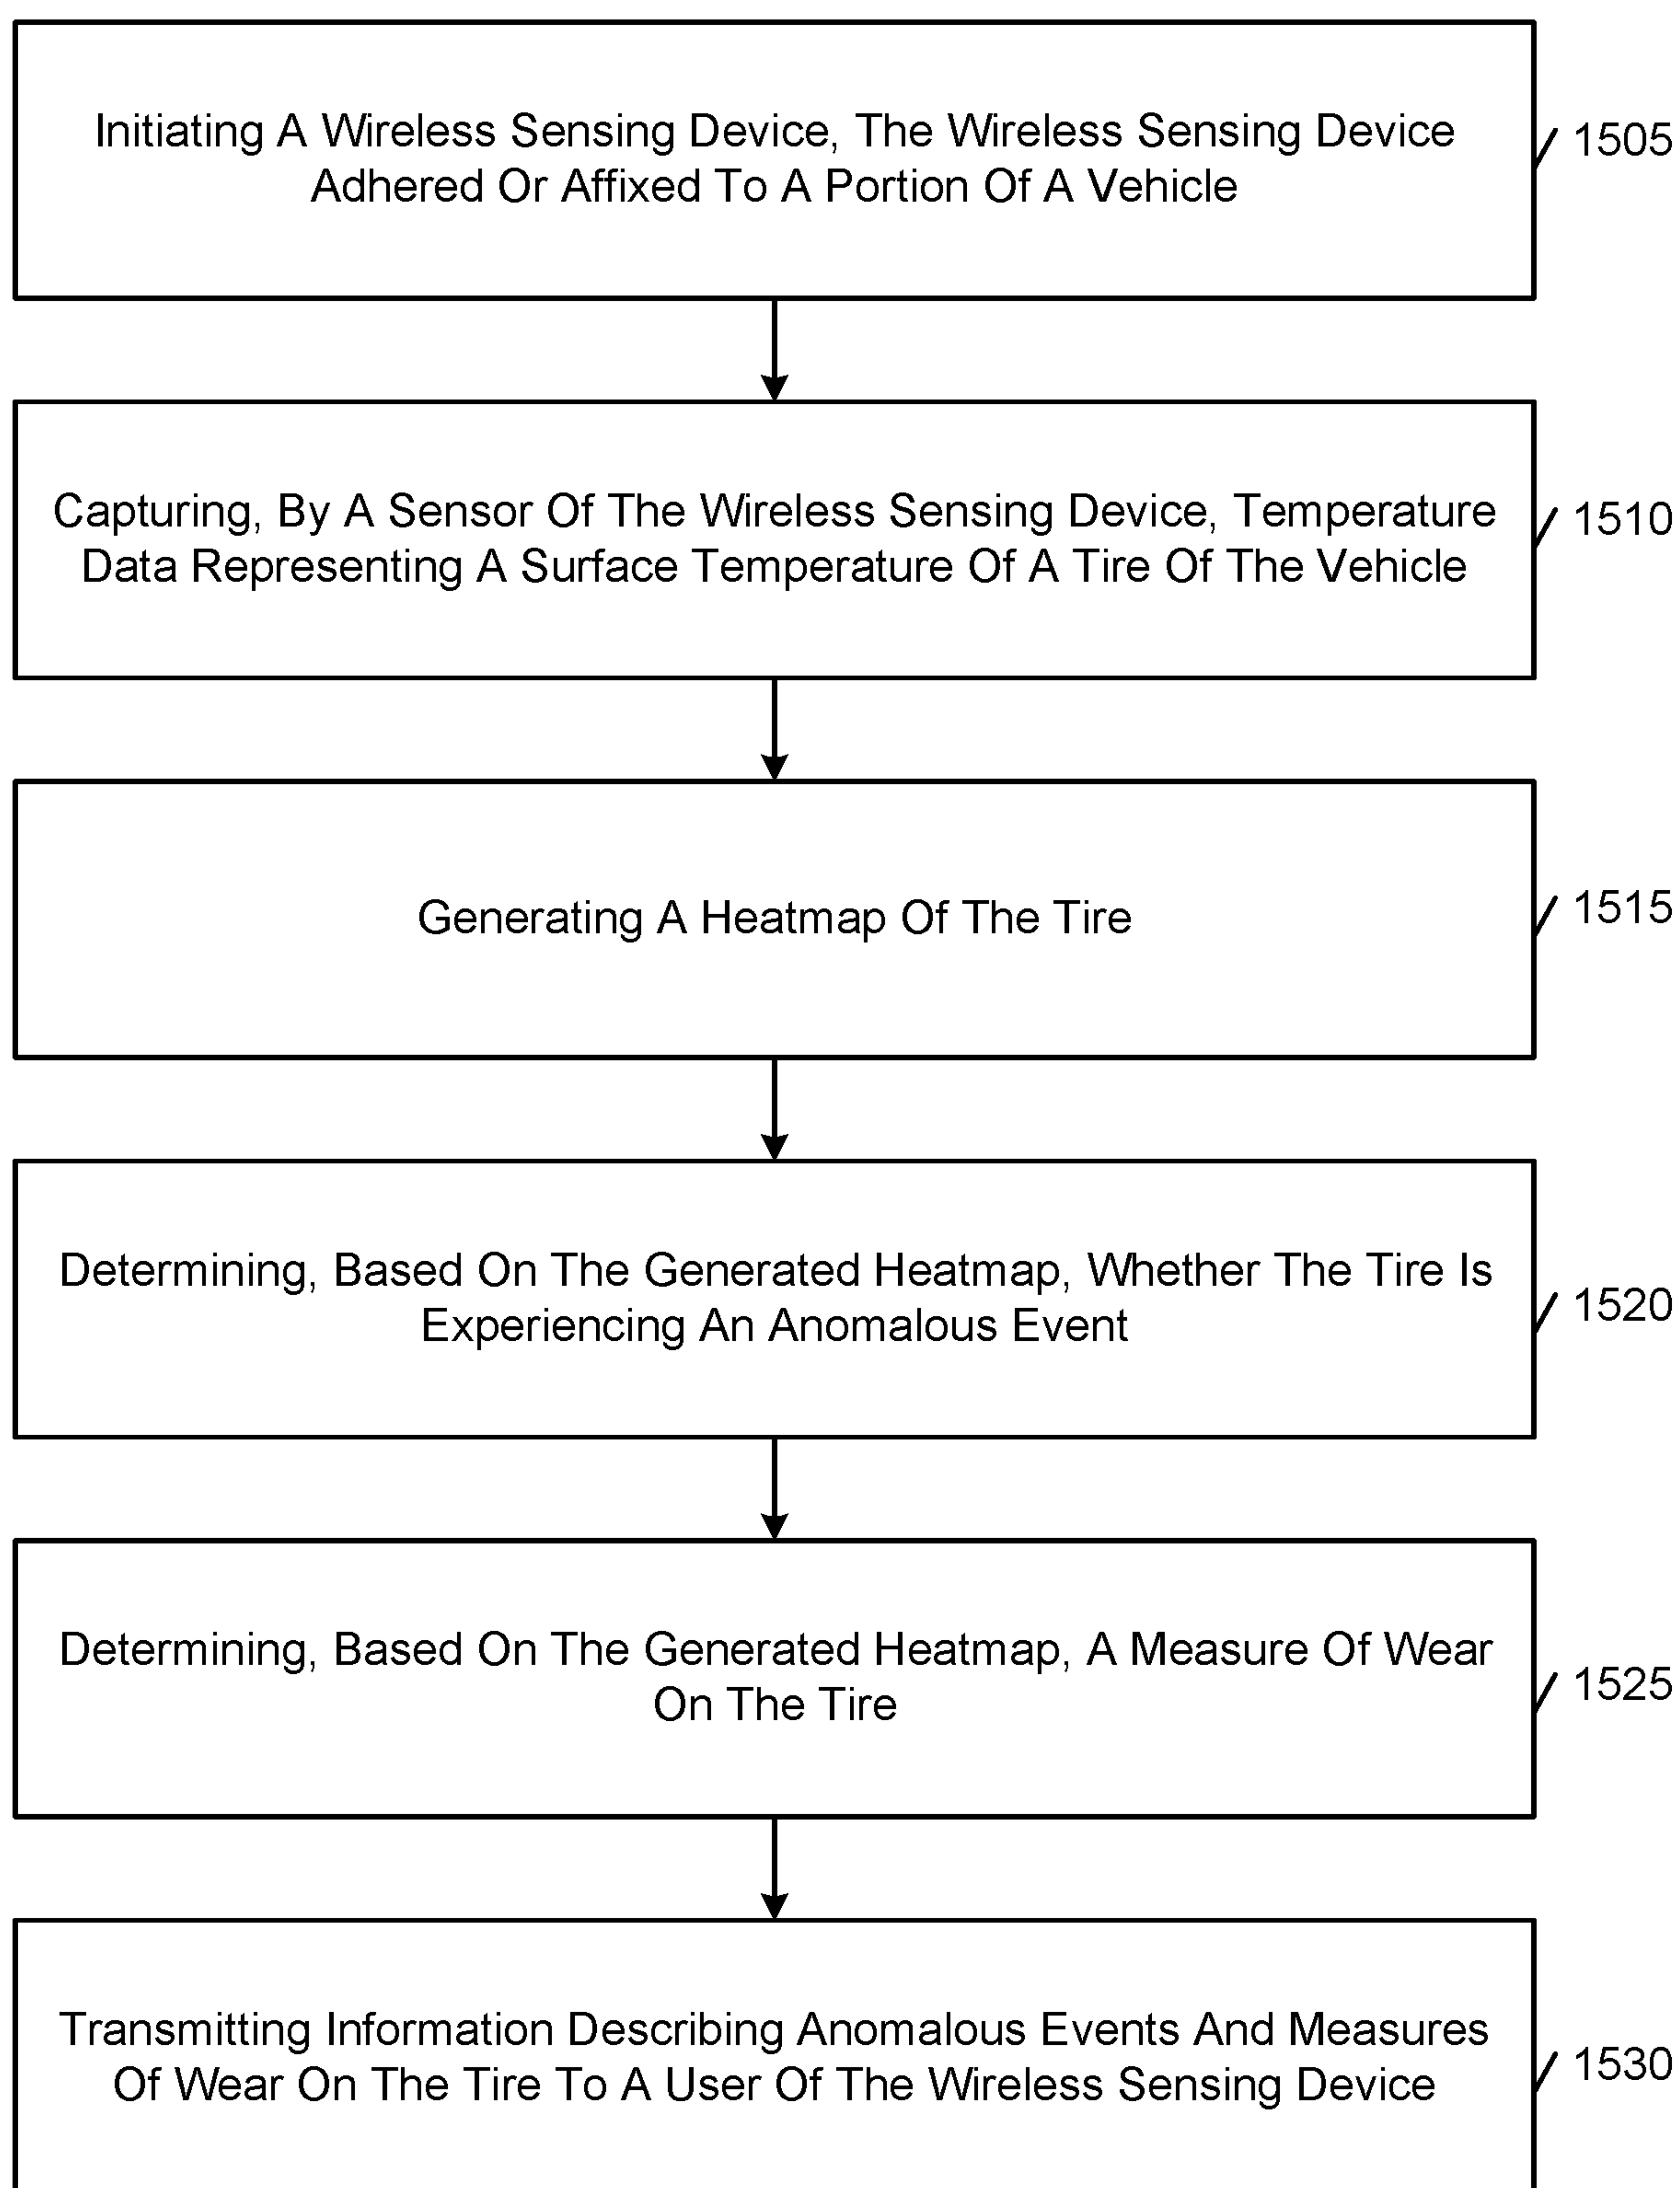 Initiating A Wireless Sensing Device, The Wireless Sensing Device
Adhered Or Affixed To A Portion Of A Vehicle
1505
Capturing, By A Sensor Of The Wireless Sensing Device, Temperature
Data Representing A Surface Temperature Of A Tire Of The Vehicle
1510
Generating A Heatmap Of The Tire
1515
Determining, Based On The Generated Heatmap, Whether The Tire Is
Experiencing An Anomalous Event
1520
Determining, Based On The Generated Heatmap, A Measure Of Wear
On The Tire
1525
Transmitting Information Describing Anomalous Events And Measures
Of Wear On The Tire To A User Of The Wireless Sensing Device
1530